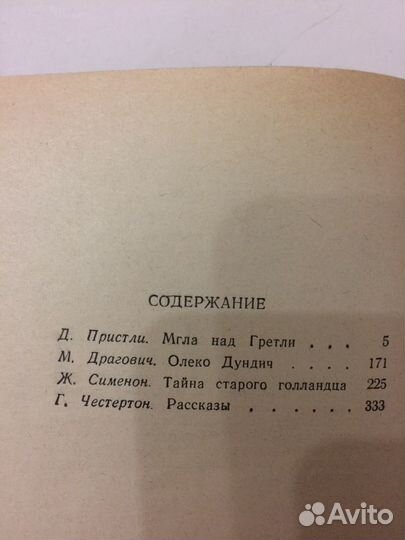 СОДЕРЖАНИЕ
Д. Пристли. Мгла над Гретли . . . 5
М. Драгович. Олеко Дундич . . . . 171
Ж. Сименон. Тайна старого голландца 225
Г. Честертон. Рассказы . . . . . . 333
Avito